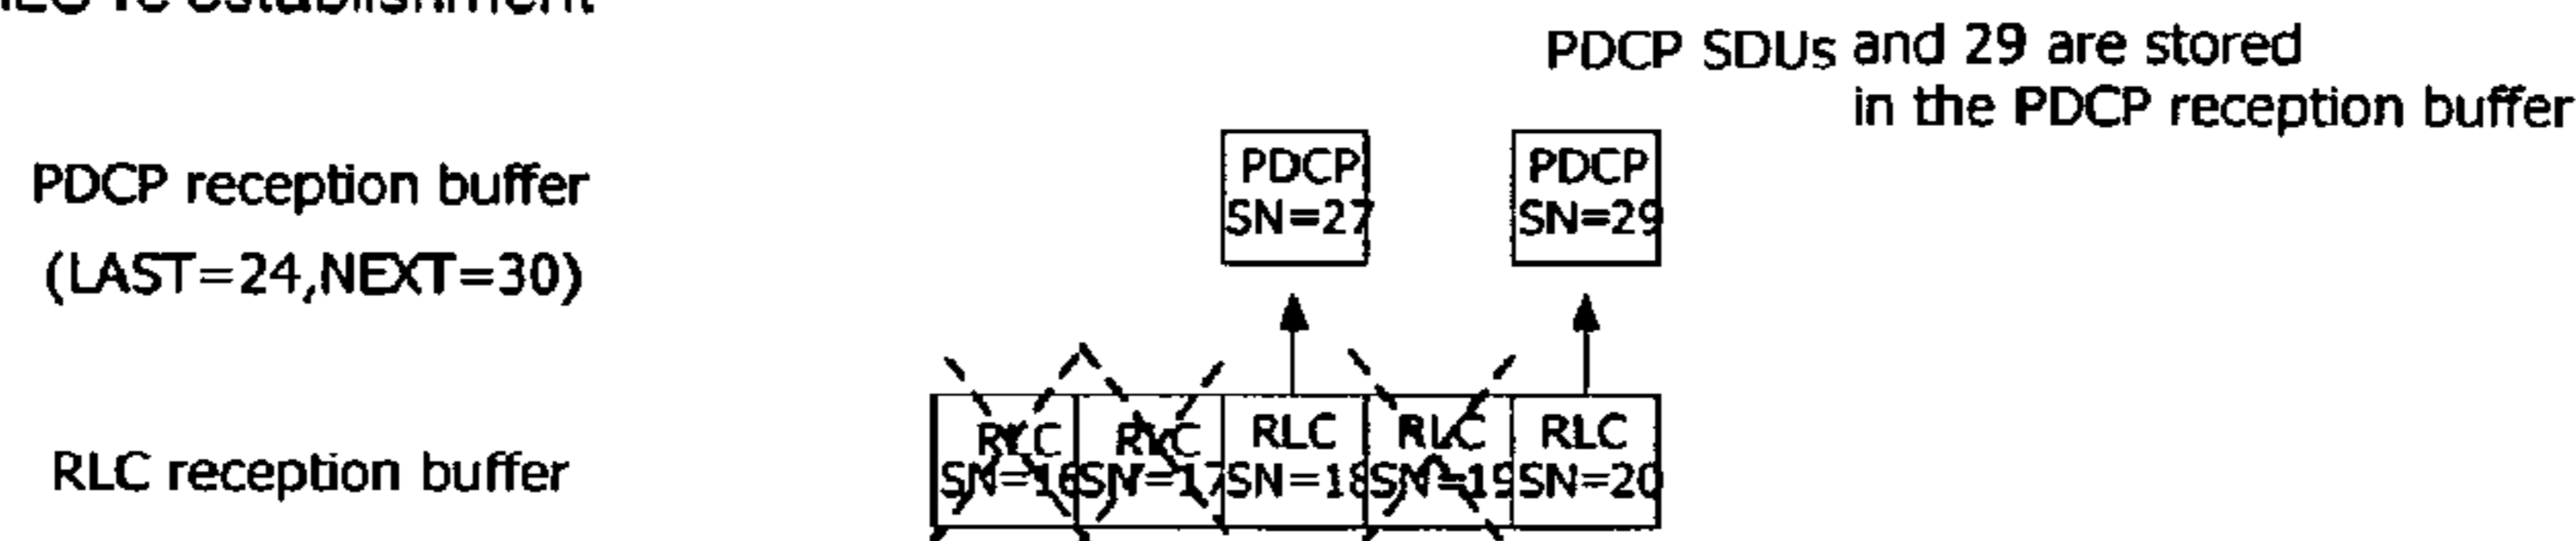 re-establishment
PDCP SDUs and 29 are stored
in the PDCP reception buffer
PDCP reception buffer
(LAST=24,NEXT=30)
PDCP
SN=27
PDCP
SN=29
RLC reception buffer
RLC
SN=16
RLC
SN=17
RLC
SN=18
RLC
SN=19
RLC
SN=20